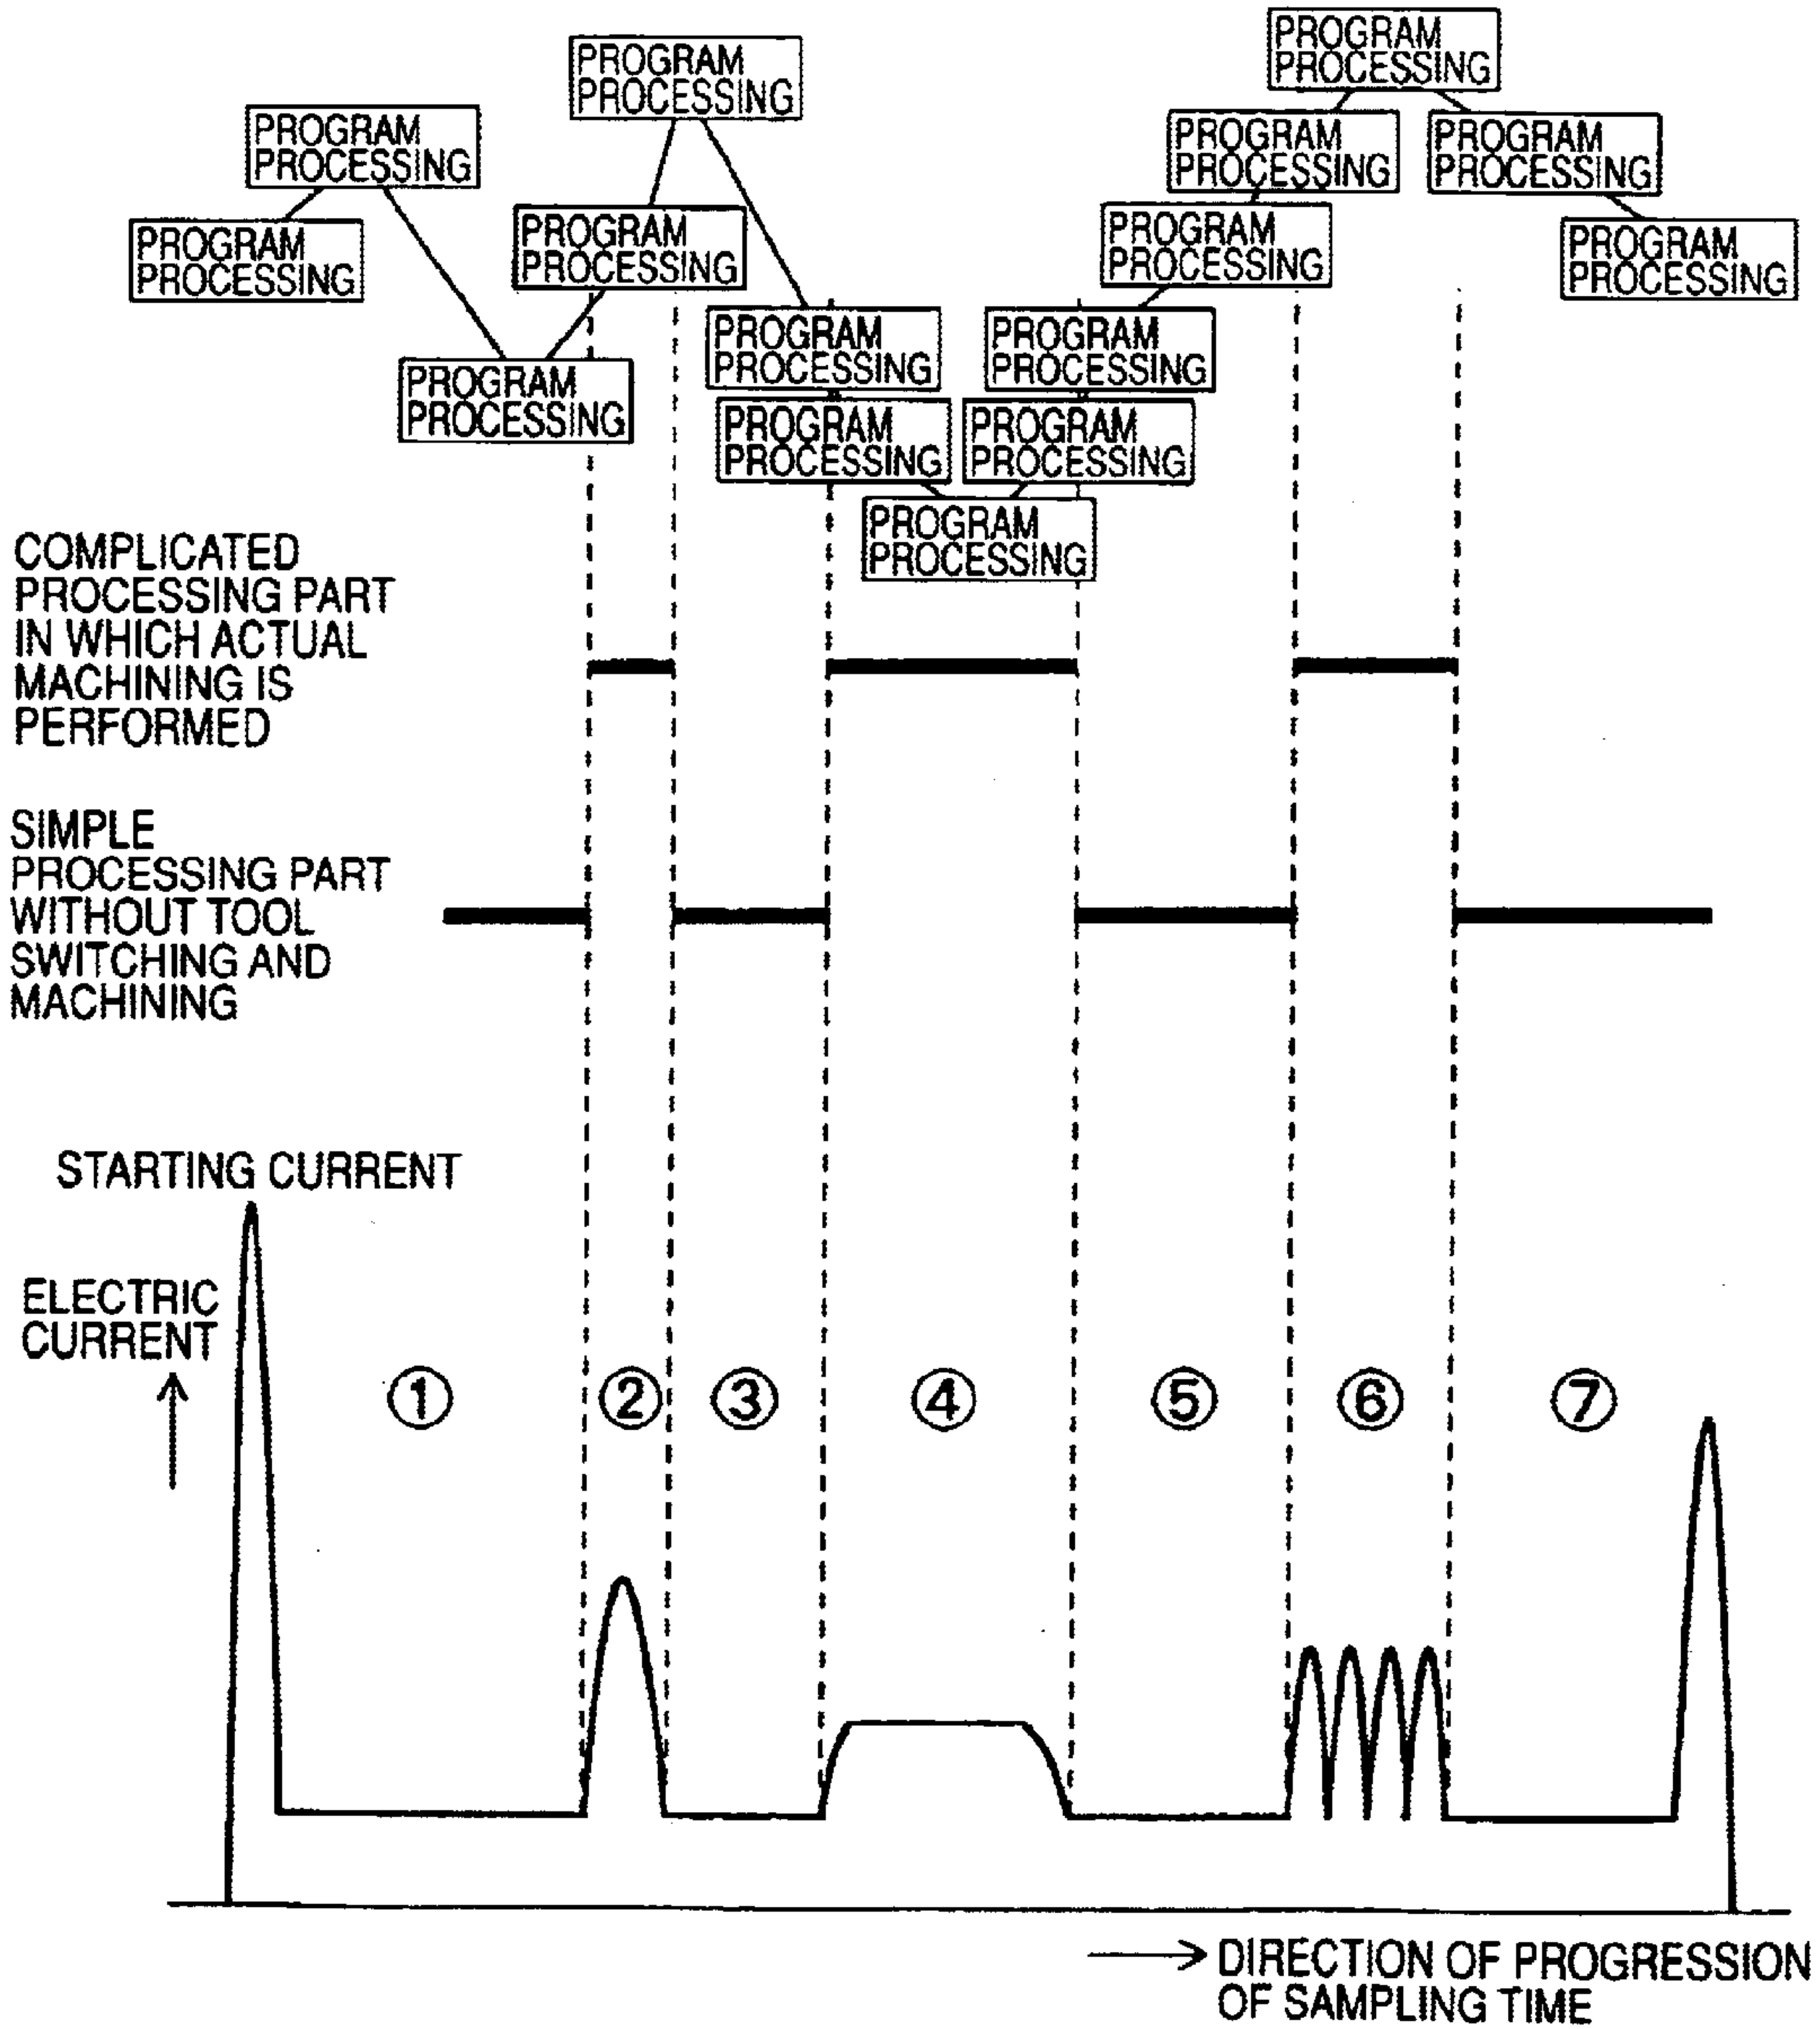 PROGRAM
PROCESSING
PROGRAM
PROCESSING
PROGRAM
PROCESSING
PROGRAM
PROCESSING
PROGRAM
PROCESSING
PROGRAM
PROCESSING
PROGRAM
PROCESSING
PROGRAM
PROCESSING
PROGRAM
PROCESSING
PROGRAM
PROCESSING
PROGRAM
PROCESSING
PROGRAM
PROCESSING
PROGRAM
PROCESSING
PROGRAM
PROCESSING
PROGRAM
PROCESSING
COMPLICATED
PROCESSING PART
IN WHICH ACTUAL
MACHINING IS
PERFORMED
SIMPLE
PROCESSING PART
WITHOUT TOOL
SWITCHING AND
MACHINING
STARTING CURRENT
ELECTRIC
CURRENT
① ② ③ ④ ⑤ ⑥ ⑦
DIRECTION OF PROGRESSION
OF SAMPLING TIME